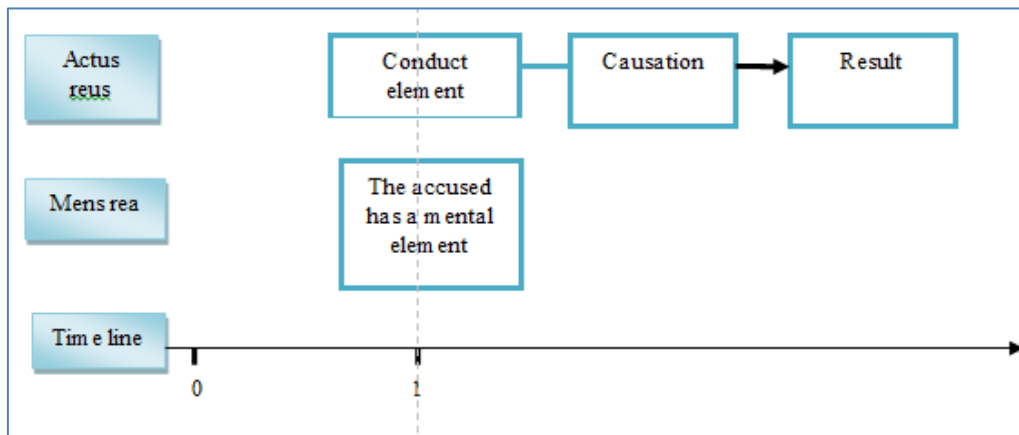 Actus
reus
Conduct
element
Causation
Result
Mens rea
The accused
has a mental
element
Time line
0
1